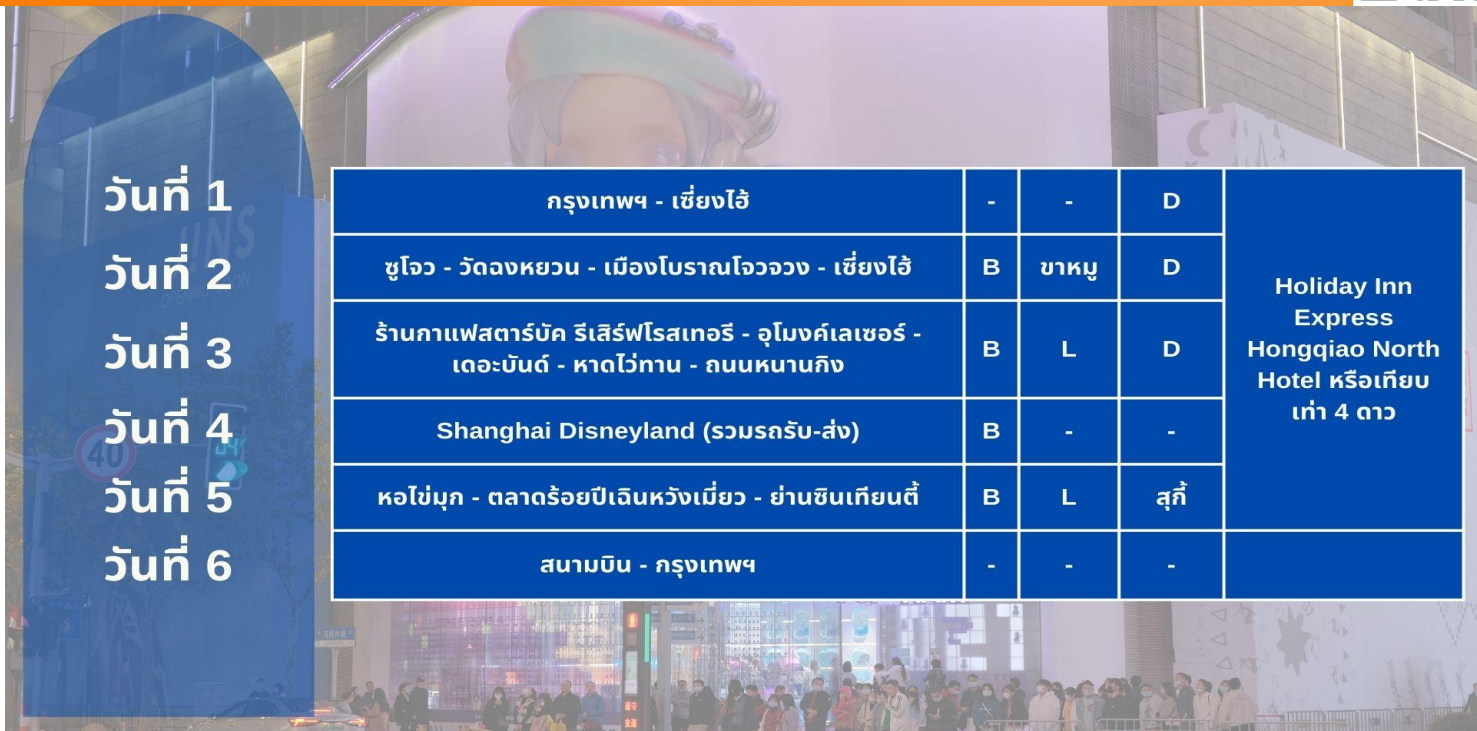 วันที่ 1
กรุงเทพฯ - เซี่ยงไฮ้
-
-
D
วันที่ 2
ซูโจว - วัดฉงหยวน - เมืองโบราณโจวจวง - เซี่ยงไฮ้
B
ขาหมู
D
วันที่ 3
ร้านกาแฟสตาร์บัค รีเสิร์ฟโรสเทอรี - อุโมงค์เลเซอร์ -
เดอะบันด์ - หาดไว่ทาน - ถนนหนานกิง
B
L
D
วันที่ 4
Shanghai Disneyland (รวมรถรับ-ส่ง)
B
-
-
วันที่ 5
หอไข่มุก - ตลาดร้อยปีเฉินหวังเมี่ยว - ย่านซินเทียนตี้
B
L
สุกี้
Holiday Inn
Express
Hongqiao North
Hotel หรือเทียบ
เท่า 4 ดาว
วันที่ 6
สนามบิน - กรุงเทพฯ
-
-
-
40